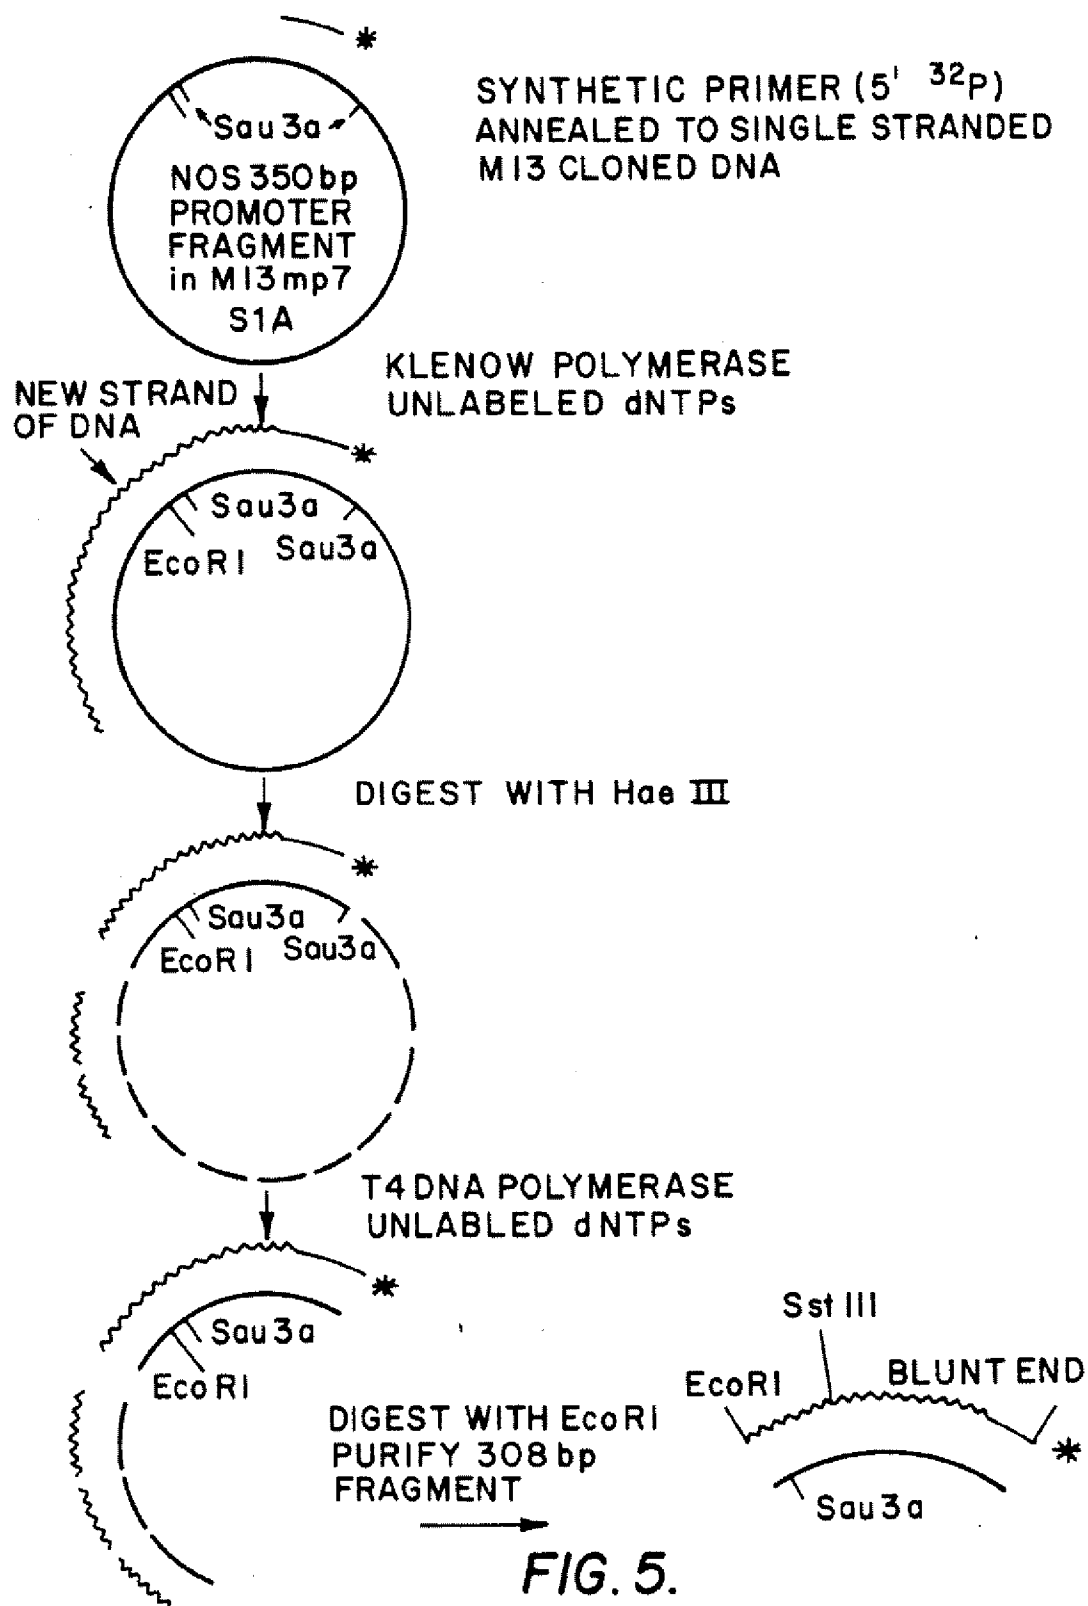 *
SYNTHETIC PRIMER (5' 32P)
ANNEALED TO SINGLE STRANDED
M13 CLONED DNA
Sau3a
NOS 350bp
PROMOTER
FRAGMENT
in M13mp7
S1A
KLENOW POLYMERASE
UNLABELED dNTPs
NEW STRAND
OF DNA
*
Sau3a
EcoRI Sau3a
DIGEST WITH Hae III
*
Sau3a
EcoRI Sau3a
T4 DNA POLYMERASE
UNLABLED dNTPs
*
Sau3a
EcoRI
Sst III
EcoRI
BLUNT END
*
Sau3a
DIGEST WITH EcoRI
PURIFY 308bp
FRAGMENT
FIG. 5.